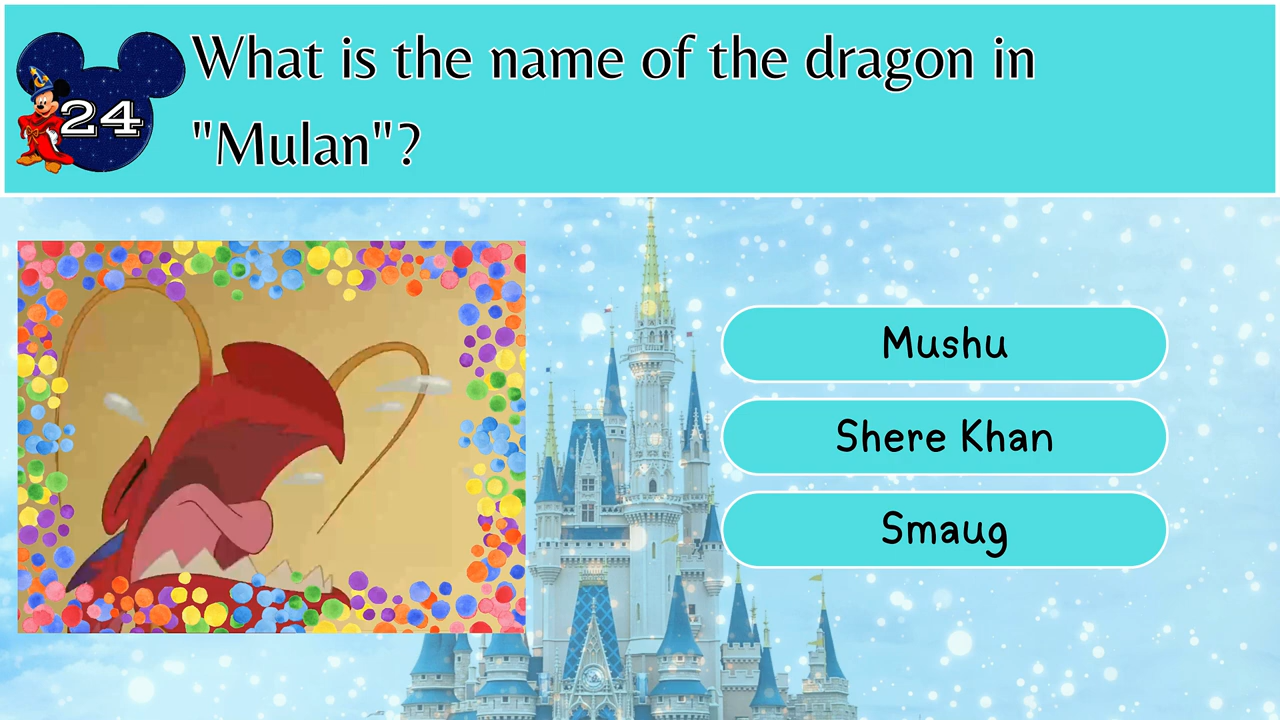 24
What is the name of the dragon in
"Mulan"?
Mushu
Shere Khan
Smaug